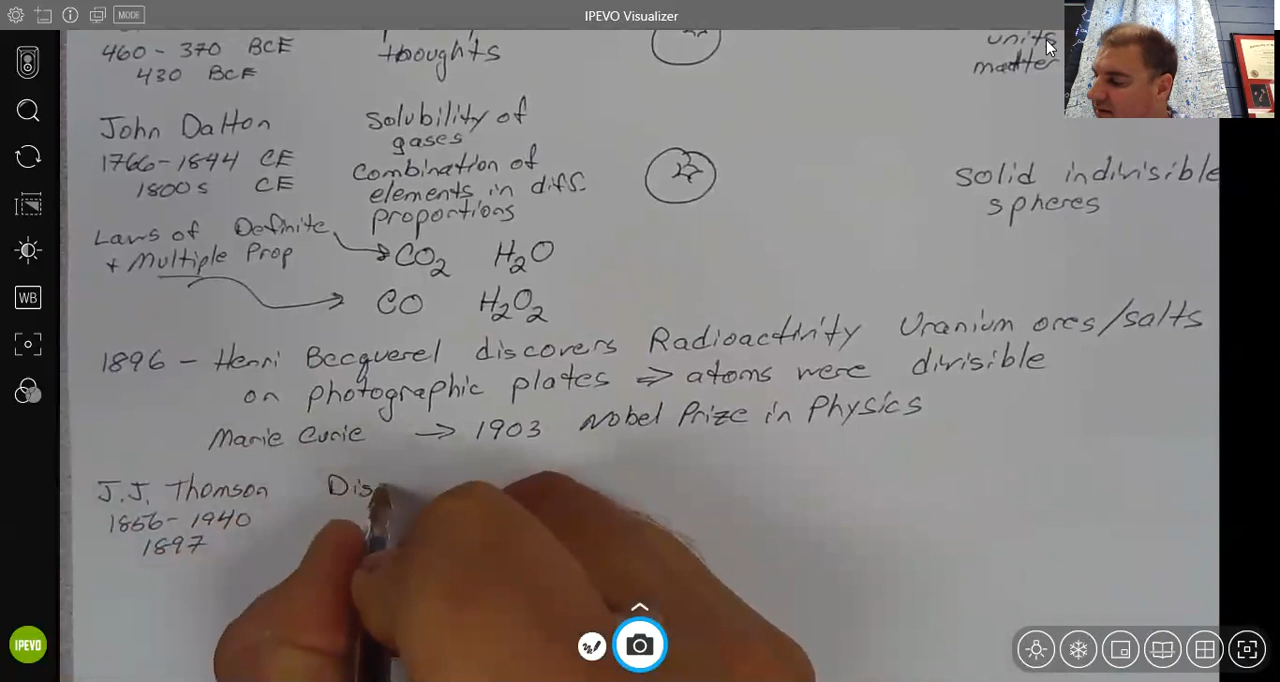 IPEVO Visualizer
MODE
460 - 370 BCE
430 BCE
thoughts
units
matter
John Dalton
1766-1844 CE
1800s CE
Solubility of
gases
combination of
elements in diff.
proportions
solid indivisible
spheres
Laws of Definite
+ Multiple Prop
CO2 H2O
CO H2O2
1896 - Henri Becquerel discovers Radioactivity Uranium ores/salts
on photographic plates => atoms were divisible
Marie Curie -> 1903 Nobel Prize in Physics
J.J. Thomson Dis
1856-1940
1897
WB
IPEVO